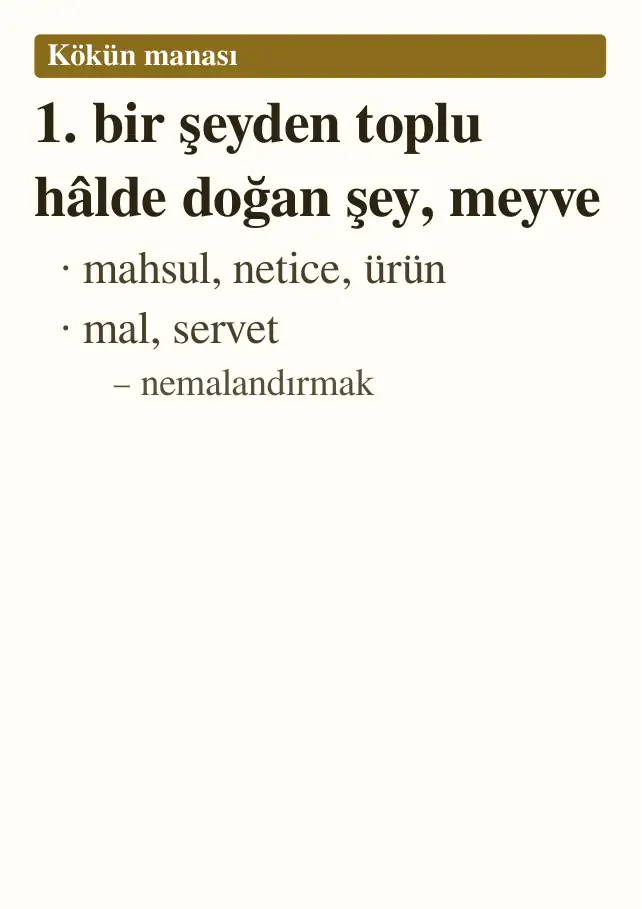 Kökün manası
1. bir şeyden toplu
hâlde doğan şey, meyve
· mahsul, netice, ürün
· mal, servet
– nemalandırmak